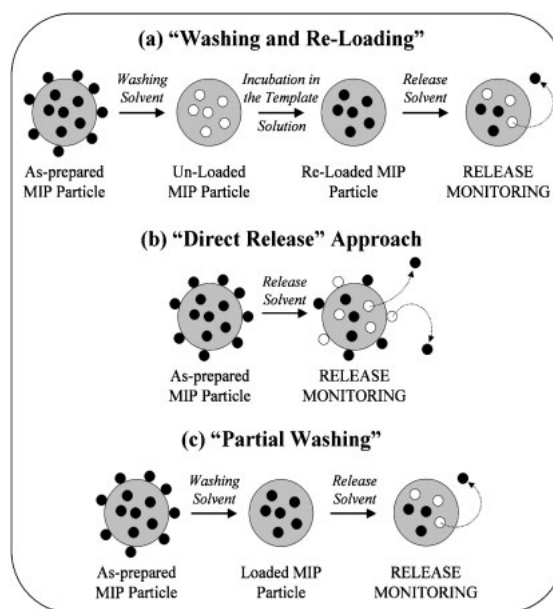 (a) “Washing and Re-Loading”
Washing
Solvent
Incubation in
the Template
Solution
Release
Solvent
As-prepared
MIP Particle
Un-Loaded
MIP Particle
Re-Loaded MIP
Particle
RELEASE
MONITORING
(b) “Direct Release” Approach
Release
Solvent
As-prepared
MIP Particle
RELEASE
MONITORING
(c) “Partial Washing”
Washing
Solvent
Release
Solvent
As-prepared
MIP Particle
Loaded MIP
Particle
RELEASE
MONITORING